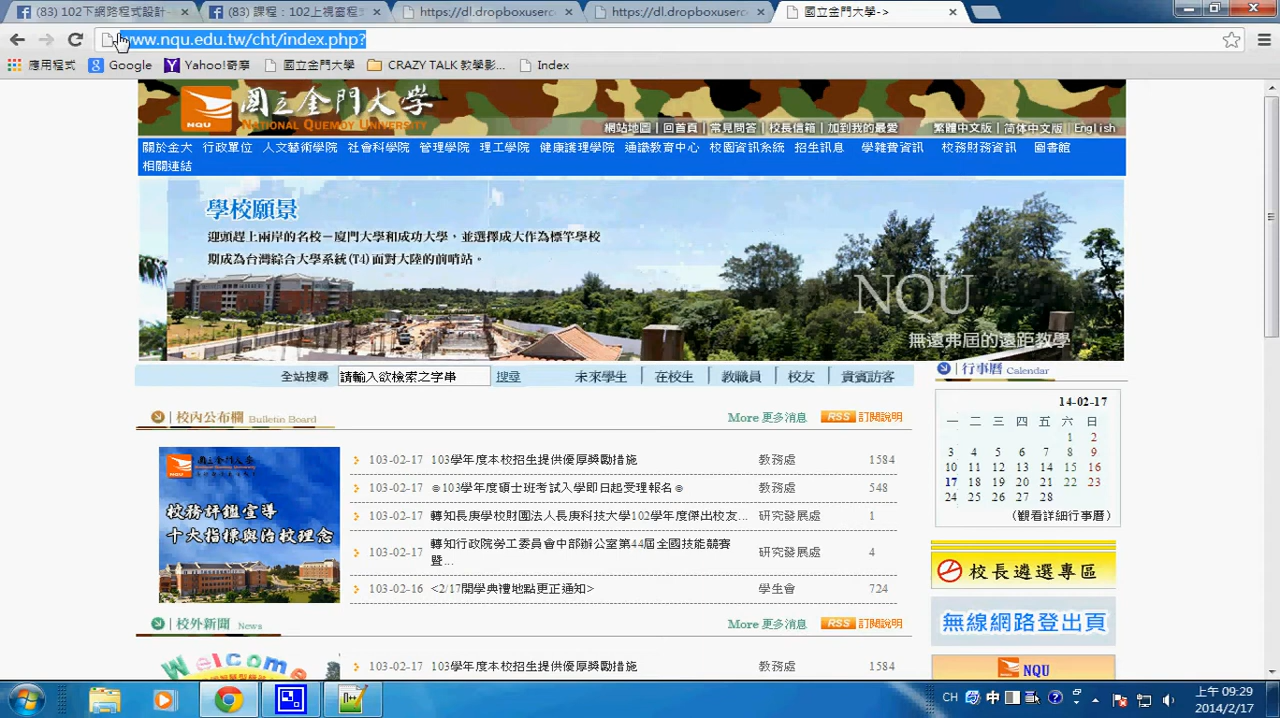 (83) 102下網路程式設計-
(83) 課程：102上視窗程
https://dl.dropboxuserc
https://dl.dropboxuserc
國立金門大學->
www.nqu.edu.tw/cht/index.php?
應用程式 Google Yahoo!奇摩 國立金門大學 CRAZY TALK 教學影... Index
NQU 國立金門大學
NATIONAL QUEMOY UNIVERSITY
網站地圖 | 回首頁 | 常見問答 | 校長信箱 | 加到我的最愛 繁體中文版 | 简体中文版 | English
關於金大 行政單位 人文藝術學院 社會科學院 管理學院 理工學院 健康護理學院 通識教育中心 校園資訊系統 招生訊息 學雜費資訊 校務財務資訊 圖書館
相關連結
學校願景
迎頭趕上兩岸的名校－廈門大學和成功大學，並選擇成大作為標竿學校
期成為台灣綜合大學系統(T4)面對大陸的前哨站。
NQU
無遠弗屆的遠距教學
全站搜尋 請輸入欲檢索之字串 搜尋 未來學生 | 在校生 | 教職員 | 校友 | 貴賓訪客
行事曆 Calendar
14-02-17
一 二 三 四 五 六 日
1 2
3 4 5 6 7 8 9
10 11 12 13 14 15 16
17 18 19 20 21 22 23
24 25 26 27 28
(觀看詳細行事曆)
校內公布欄 Bulletin Board More 更多消息 RSS 訂閱說明
NQU 國立金門大學
校務評鑑宣導
十大指標與治校理念
103-02-17 103學年度本校招生提供優厚獎勵措施 教務處 1584
103-02-17 ⊙103學年度碩士班考試入學即日起受理報名⊙ 教務處 548
103-02-17 轉知長庚學校財團法人長庚科技大學102學年度傑出校友... 研究發展處 1
103-02-17 轉知行政院勞工委員會中部辦公室第44屆全國技能競賽
暨... 研究發展處 4
103-02-16 <2/17開學典禮地點更正通知> 學生會 724
校長遴選專區
無線網路登出頁
NQU
校外新聞 News More 更多消息 RSS 訂閱說明
Welcome
103-02-17 103學年度本校招生提供優厚獎勵措施 教務處 1584
CH 中
上午 09:29
2014/2/17